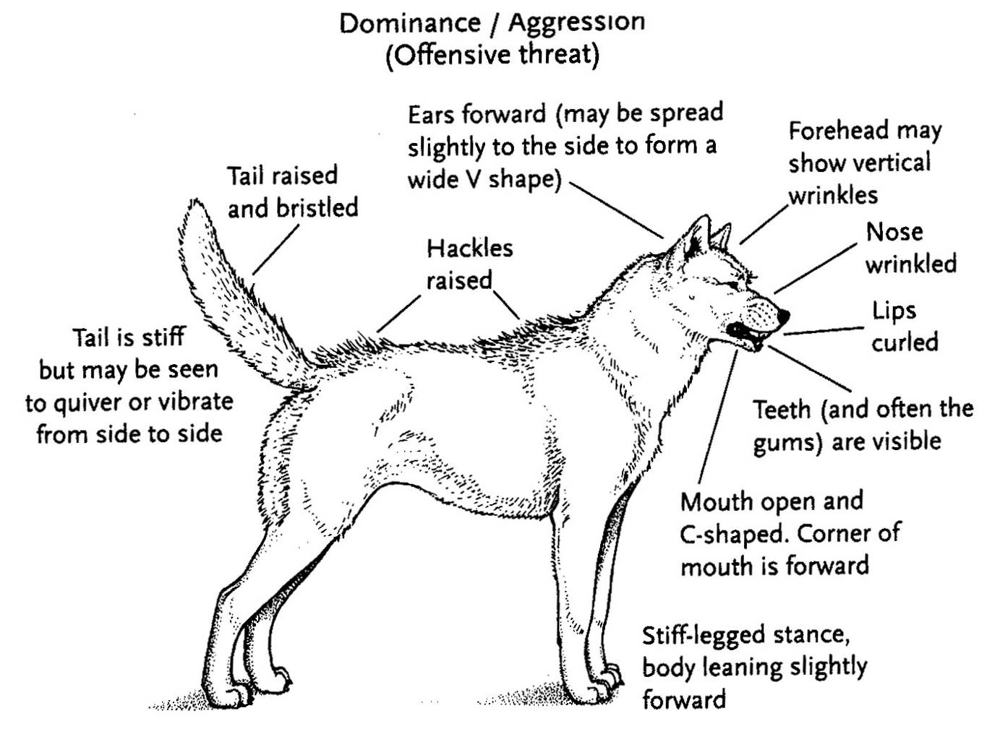 Dominance / Aggression
(Offensive threat)
Ears forward (may be spread
slightly to the side to form a
wide V shape)
Forehead may
show vertical
wrinkles
Tail raised
and bristled
Hackles
raised
Nose
wrinkled
Lips
curled
Tail is stiff
but may be seen
to quiver or vibrate
from side to side
Teeth (and often the
gums) are visible
Mouth open and
C-shaped. Corner of
mouth is forward
Stiff-legged stance,
body leaning slightly
forward